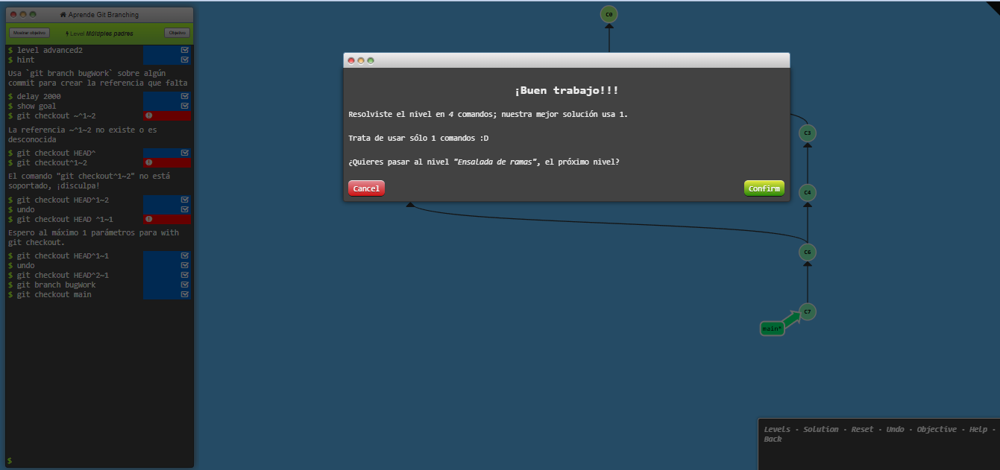 Aprende Git Branching
Mostrar objetivo
Level Múltiples padres
Objetivo
$ level advanced2
$ hint
Usa `git branch bugWork` sobre algún
commit para crear la referencia que falta
$ delay 2000
$ show goal
$ git checkout ~^1~2
La referencia ~^1~2 no existe o es
desconocida
$ git checkout HEAD^
$ git checkout^1~2
El comando "git checkout^1~2" no está
soportado, ¡disculpa!
$ git checkout HEAD^1~2
$ undo
$ git checkout HEAD ^1~1
Espero al máximo 1 parámetros para with
git checkout.
$ git checkout HEAD^1~1
$ undo
$ git checkout HEAD^2~1
$ git branch bugWork
$ git checkout main
$
C0
¡Buen trabajo!!!
Resolviste el nivel en 4 comandos; nuestra mejor solución usa 1.
Trata de usar sólo 1 comandos :D
¿Quieres pasar al nivel "Ensalada de ramas", el próximo nivel?
Cancel
Confirm
C3
C4
C6
C7
main*
Levels - Solution - Reset - Undo - Objective - Help -
Back